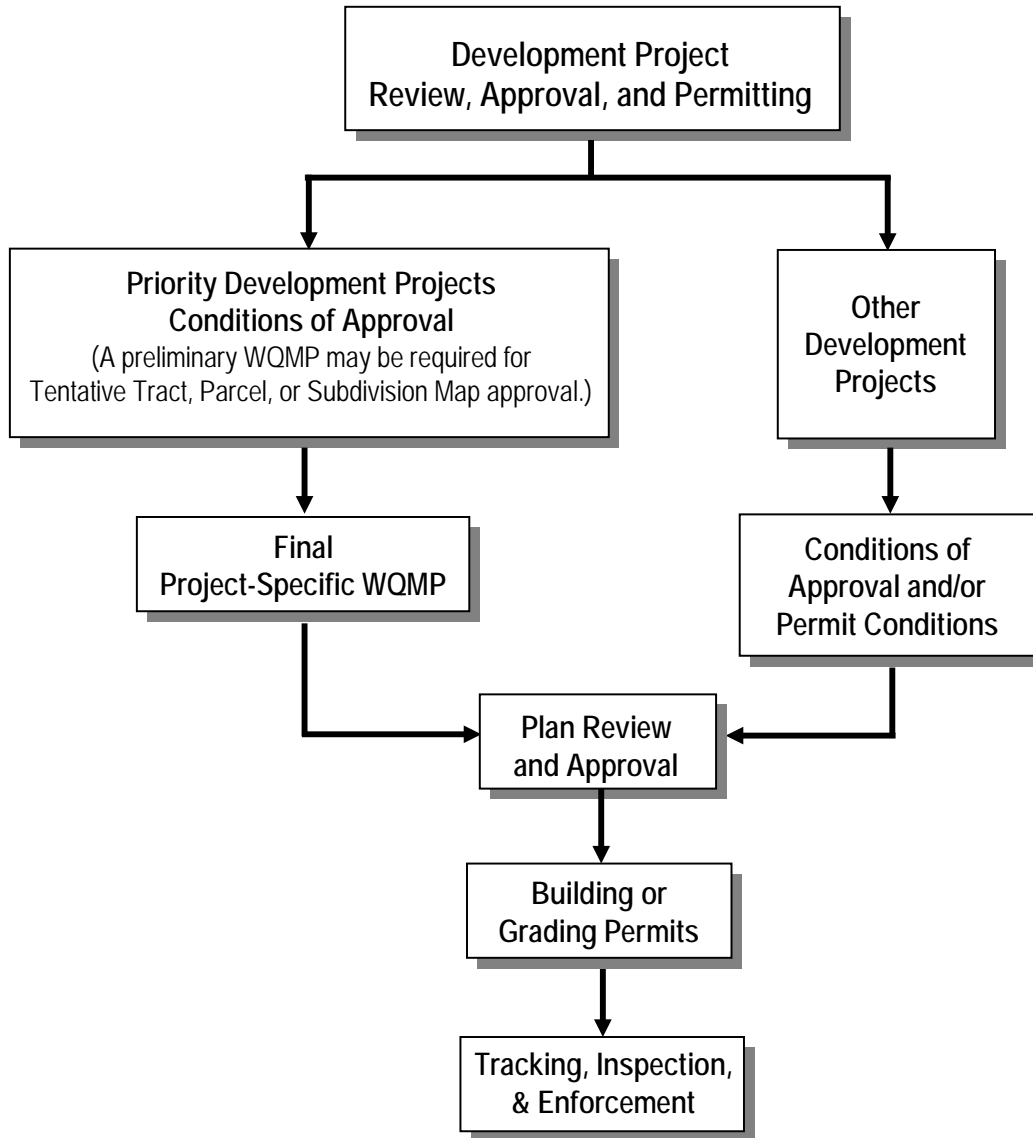 Development Project
Review, Approval, and Permitting
Priority Development Projects
Conditions of Approval
(A preliminary WQMP may be required for
Tentative Tract, Parcel, or Subdivision Map approval.)
Other
Development
Projects
Final
Project-Specific WQMP
Conditions of
Approval and/or
Permit Conditions
Plan Review
and Approval
Building or
Grading Permits
Tracking, Inspection,
& Enforcement